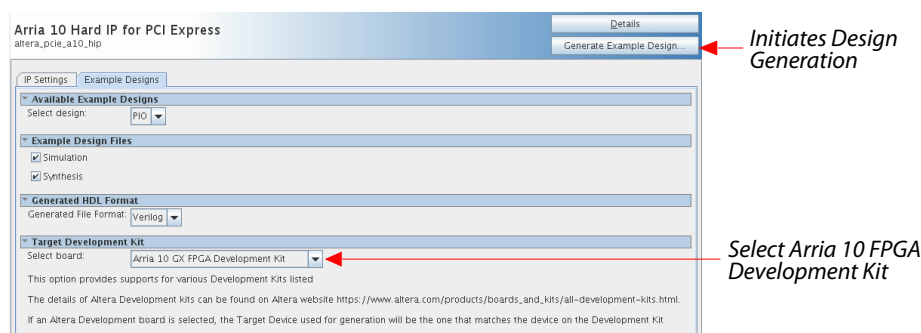 Arria 10 Hard IP for PCI Express
altera_pcie_a10_hip
Details
Generate Example Design...
Initiates Design
Generation
IP Settings
Example Designs
Available Example Designs
Select design:
PIO
Example Design Files
Simulation
Synthesis
Generated HDL Format
Generated File Format:
Verilog
Target Development Kit
Select board:
Arria 10 GX FPGA Development Kit
Select Arria 10 FPGA
Development Kit
This option provides supports for various Development Kits listed
The details of Altera Development kits can be found on Altera website https://www.altera.com/products/boards_and_kits/all-development-kits.html.
If an Altera Development board is selected, the Target Device used for generation will be the one that matches the device on the Development Kit